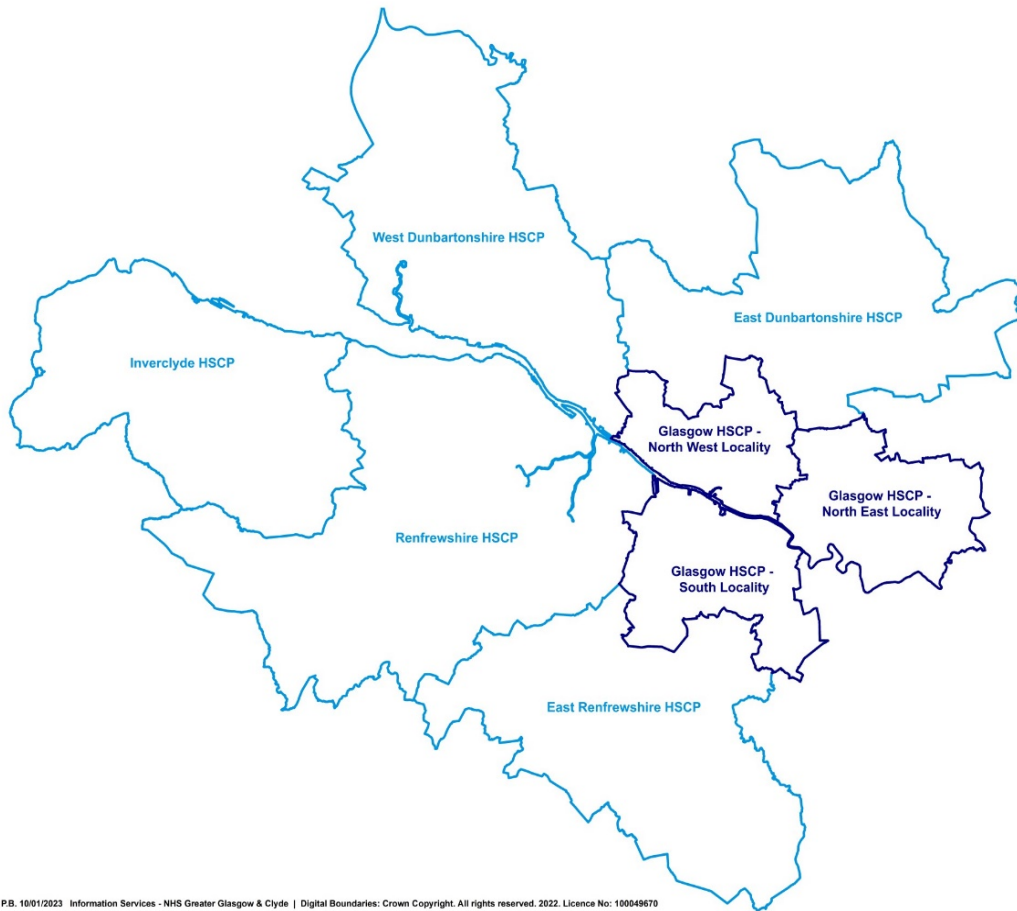 West Dunbartonshire HSCP
East Dunbartonshire HSCP
Inverclyde HSCP
Glasgow HSCP -
North West Locality
Glasgow HSCP -
North East Locality
Renfrewshire HSCP
Glasgow HSCP -
South Locality
East Renfrewshire HSCP
P.B. 10/01/2023 Information Services - NHS Greater Glasgow & Clyde | Digital Boundaries: Crown Copyright. All rights reserved. 2022. Licence No: 100049670